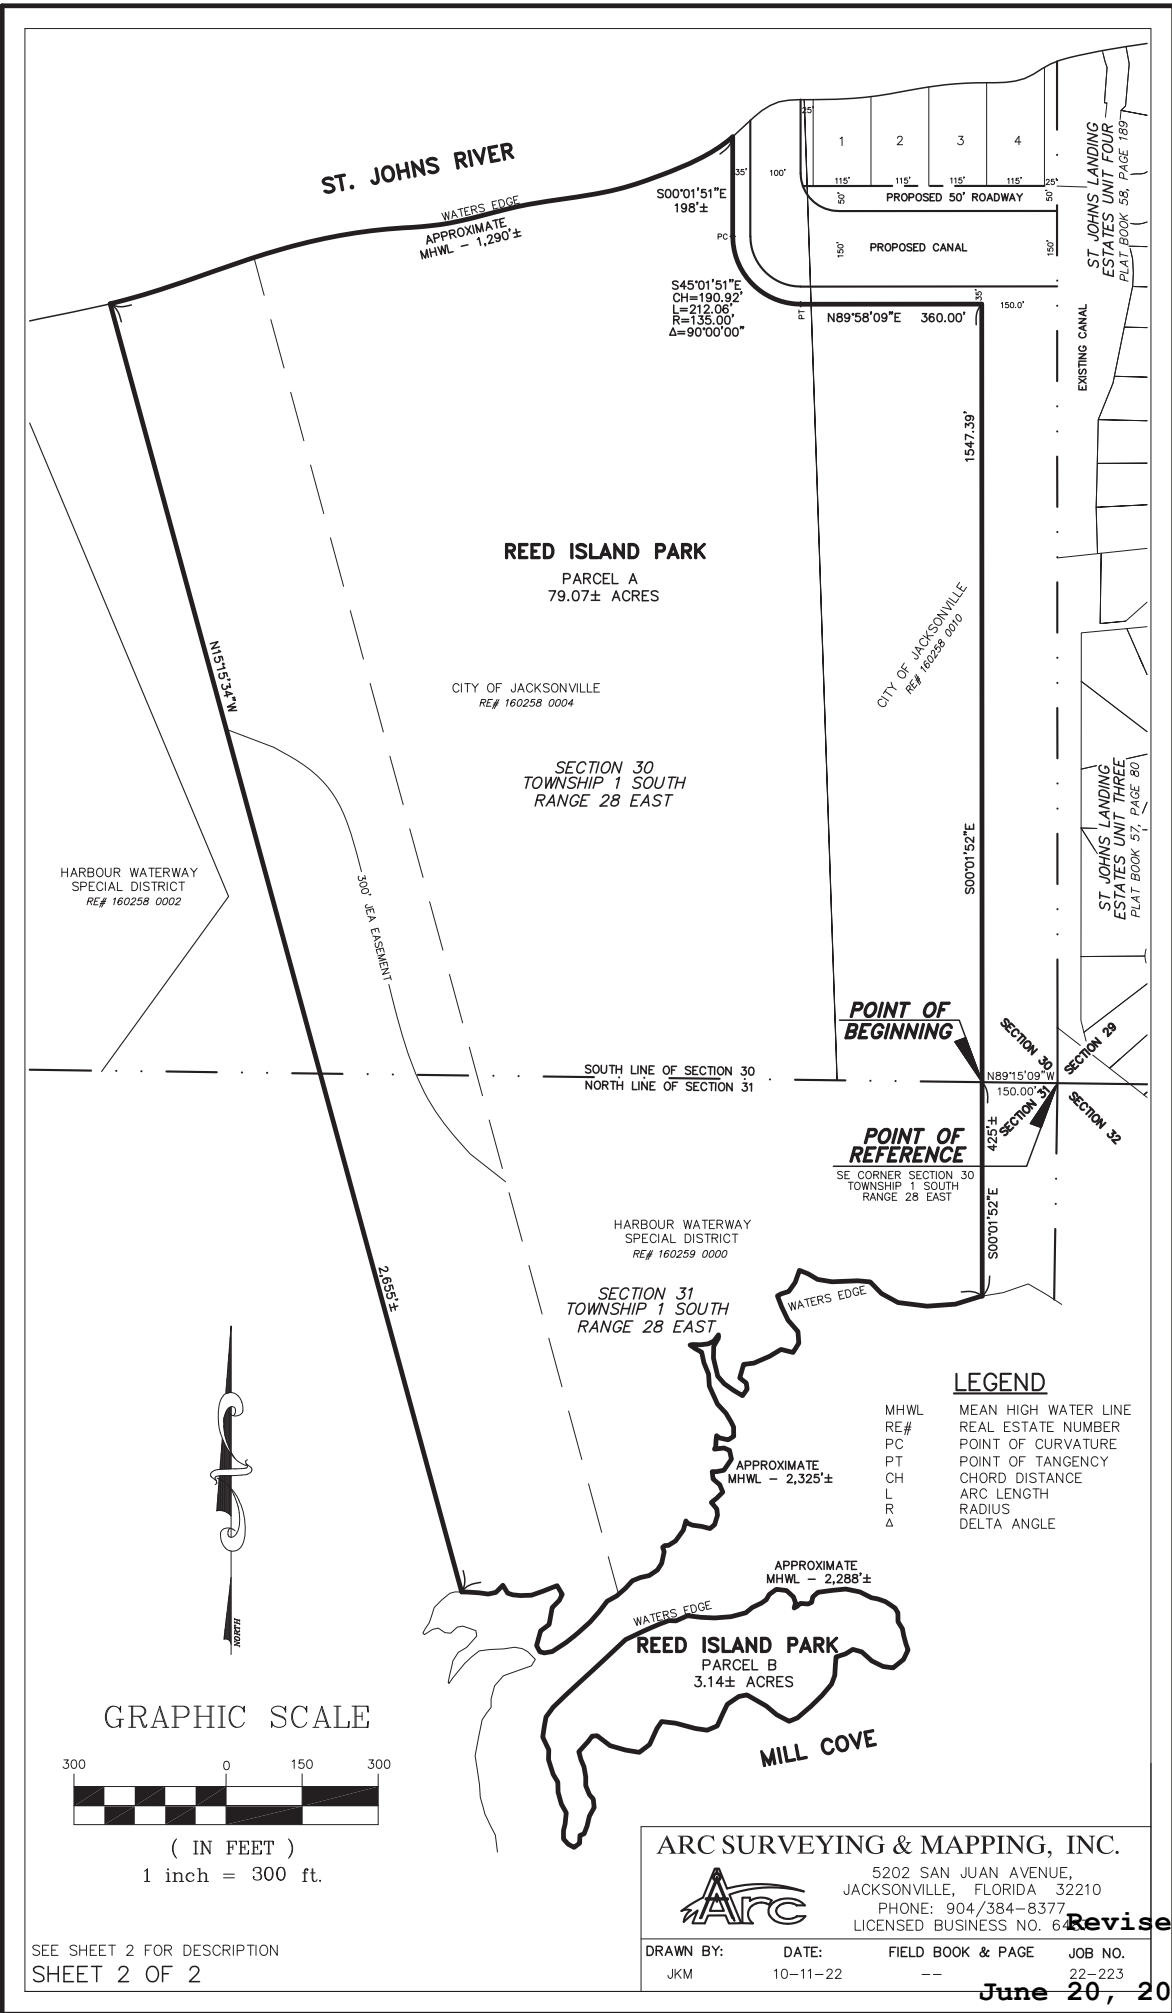 ST. JOHNS RIVER
WATERS EDGE
APPROXIMATE
MHWL - 1,290'±
S00°01'51"E
198'±
PC
35'
100'
25'
1
2
3
4
115'
115'
115'
115'
25'
50'
PROPOSED 50' ROADWAY
50'
150'
PROPOSED CANAL
150'
ST JOHNS LANDING
ESTATES UNIT FOUR
PLAT BOOK 58, PAGE 189
S45°01'51"E
CH=190.92'
L=212.06'
R=135.00'
Δ=90°00'00"
PT
N89°58'09"E 360.00'
35'
150.0'
EXISTING CANAL
1547.39'
REED ISLAND PARK
PARCEL A
79.07± ACRES
N15°15'34"W
CITY OF JACKSONVILLE
RE# 160258 0004
CITY OF JACKSONVILLE
RE# 160258 0010
SECTION 30
TOWNSHIP 1 SOUTH
RANGE 28 EAST
S00°01'52"E
ST JOHNS LANDING
ESTATES UNIT THREE
PLAT BOOK 57, PAGE 80
HARBOUR WATERWAY
SPECIAL DISTRICT
RE# 160258 0002
300' JEA EASEMENT
POINT OF
BEGINNING
SECTION 30
SECTION 29
SOUTH LINE OF SECTION 30
NORTH LINE OF SECTION 31
N89°15'09"W
150.00'
SECTION 31
SECTION 32
425'±
POINT OF
REFERENCE
SE CORNER SECTION 30
TOWNSHIP 1 SOUTH
RANGE 28 EAST
S00°01'52"E
HARBOUR WATERWAY
SPECIAL DISTRICT
RE# 160259 0000
2,655'±
SECTION 31
TOWNSHIP 1 SOUTH
RANGE 28 EAST
WATERS EDGE
LEGEND
MHWL MEAN HIGH WATER LINE
RE# REAL ESTATE NUMBER
PC POINT OF CURVATURE
PT POINT OF TANGENCY
CH CHORD DISTANCE
L ARC LENGTH
R RADIUS
Δ DELTA ANGLE
APPROXIMATE
MHWL - 2,325'±
APPROXIMATE
MHWL - 2,288'±
WATERS EDGE
REED ISLAND PARK
PARCEL B
3.14± ACRES
MILL COVE
NORTH
GRAPHIC SCALE
300 0 150 300
( IN FEET )
1 inch = 300 ft.
SEE SHEET 2 FOR DESCRIPTION
SHEET 2 OF 2
ARC SURVEYING & MAPPING, INC.
Arc
5202 SAN JUAN AVENUE,
JACKSONVILLE, FLORIDA 32210
PHONE: 904/384-8377
LICENSED BUSINESS NO.
Revise
DRAWN BY: DATE: FIELD BOOK & PAGE JOB NO.
JKM 10-11-22 -- 22-223
June 20, 20